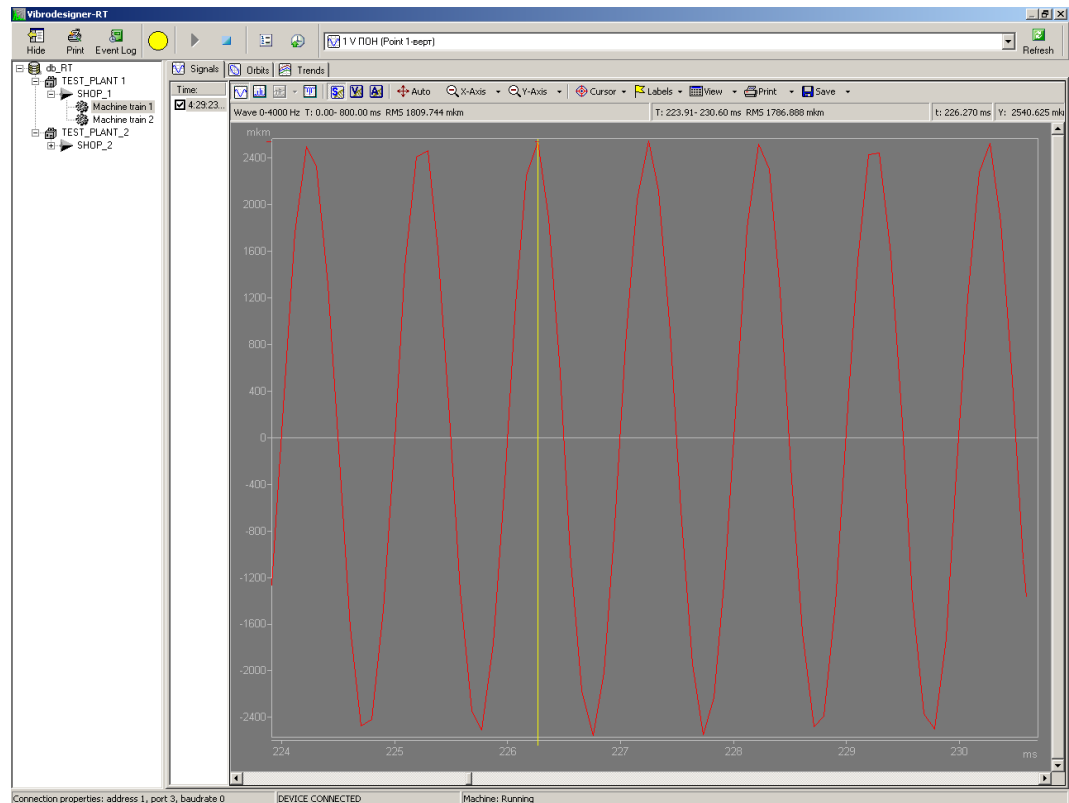 Vibrodesigner-RT
Hide Print Event Log 1 V ПОН (Point 1-верт) Refresh
db_RT
TEST_PLANT 1
SHOP_1
Machine train 1
Machine train 2
TEST_PLANT_2
SHOP_2
Signals Orbits Trends
Time:
4:29:23...
Auto X-Axis Y-Axis Cursor Labels View Print Save
Wave 0-4000 Hz T: 0.00- 800.00 ms RMS 1809.744 mkm T: 223.91- 230.60 ms RMS 1786.888 mkm t: 226.270 ms Y: 2540.625 mkm
mkm
2400
2000
1600
1200
800
400
0
-400
-800
-1200
-1600
-2000
-2400
224 225 226 227 228 229 230 ms
Connection properties: address 1, port 3, baudrate 0 DEVICE CONNECTED Machine: Running